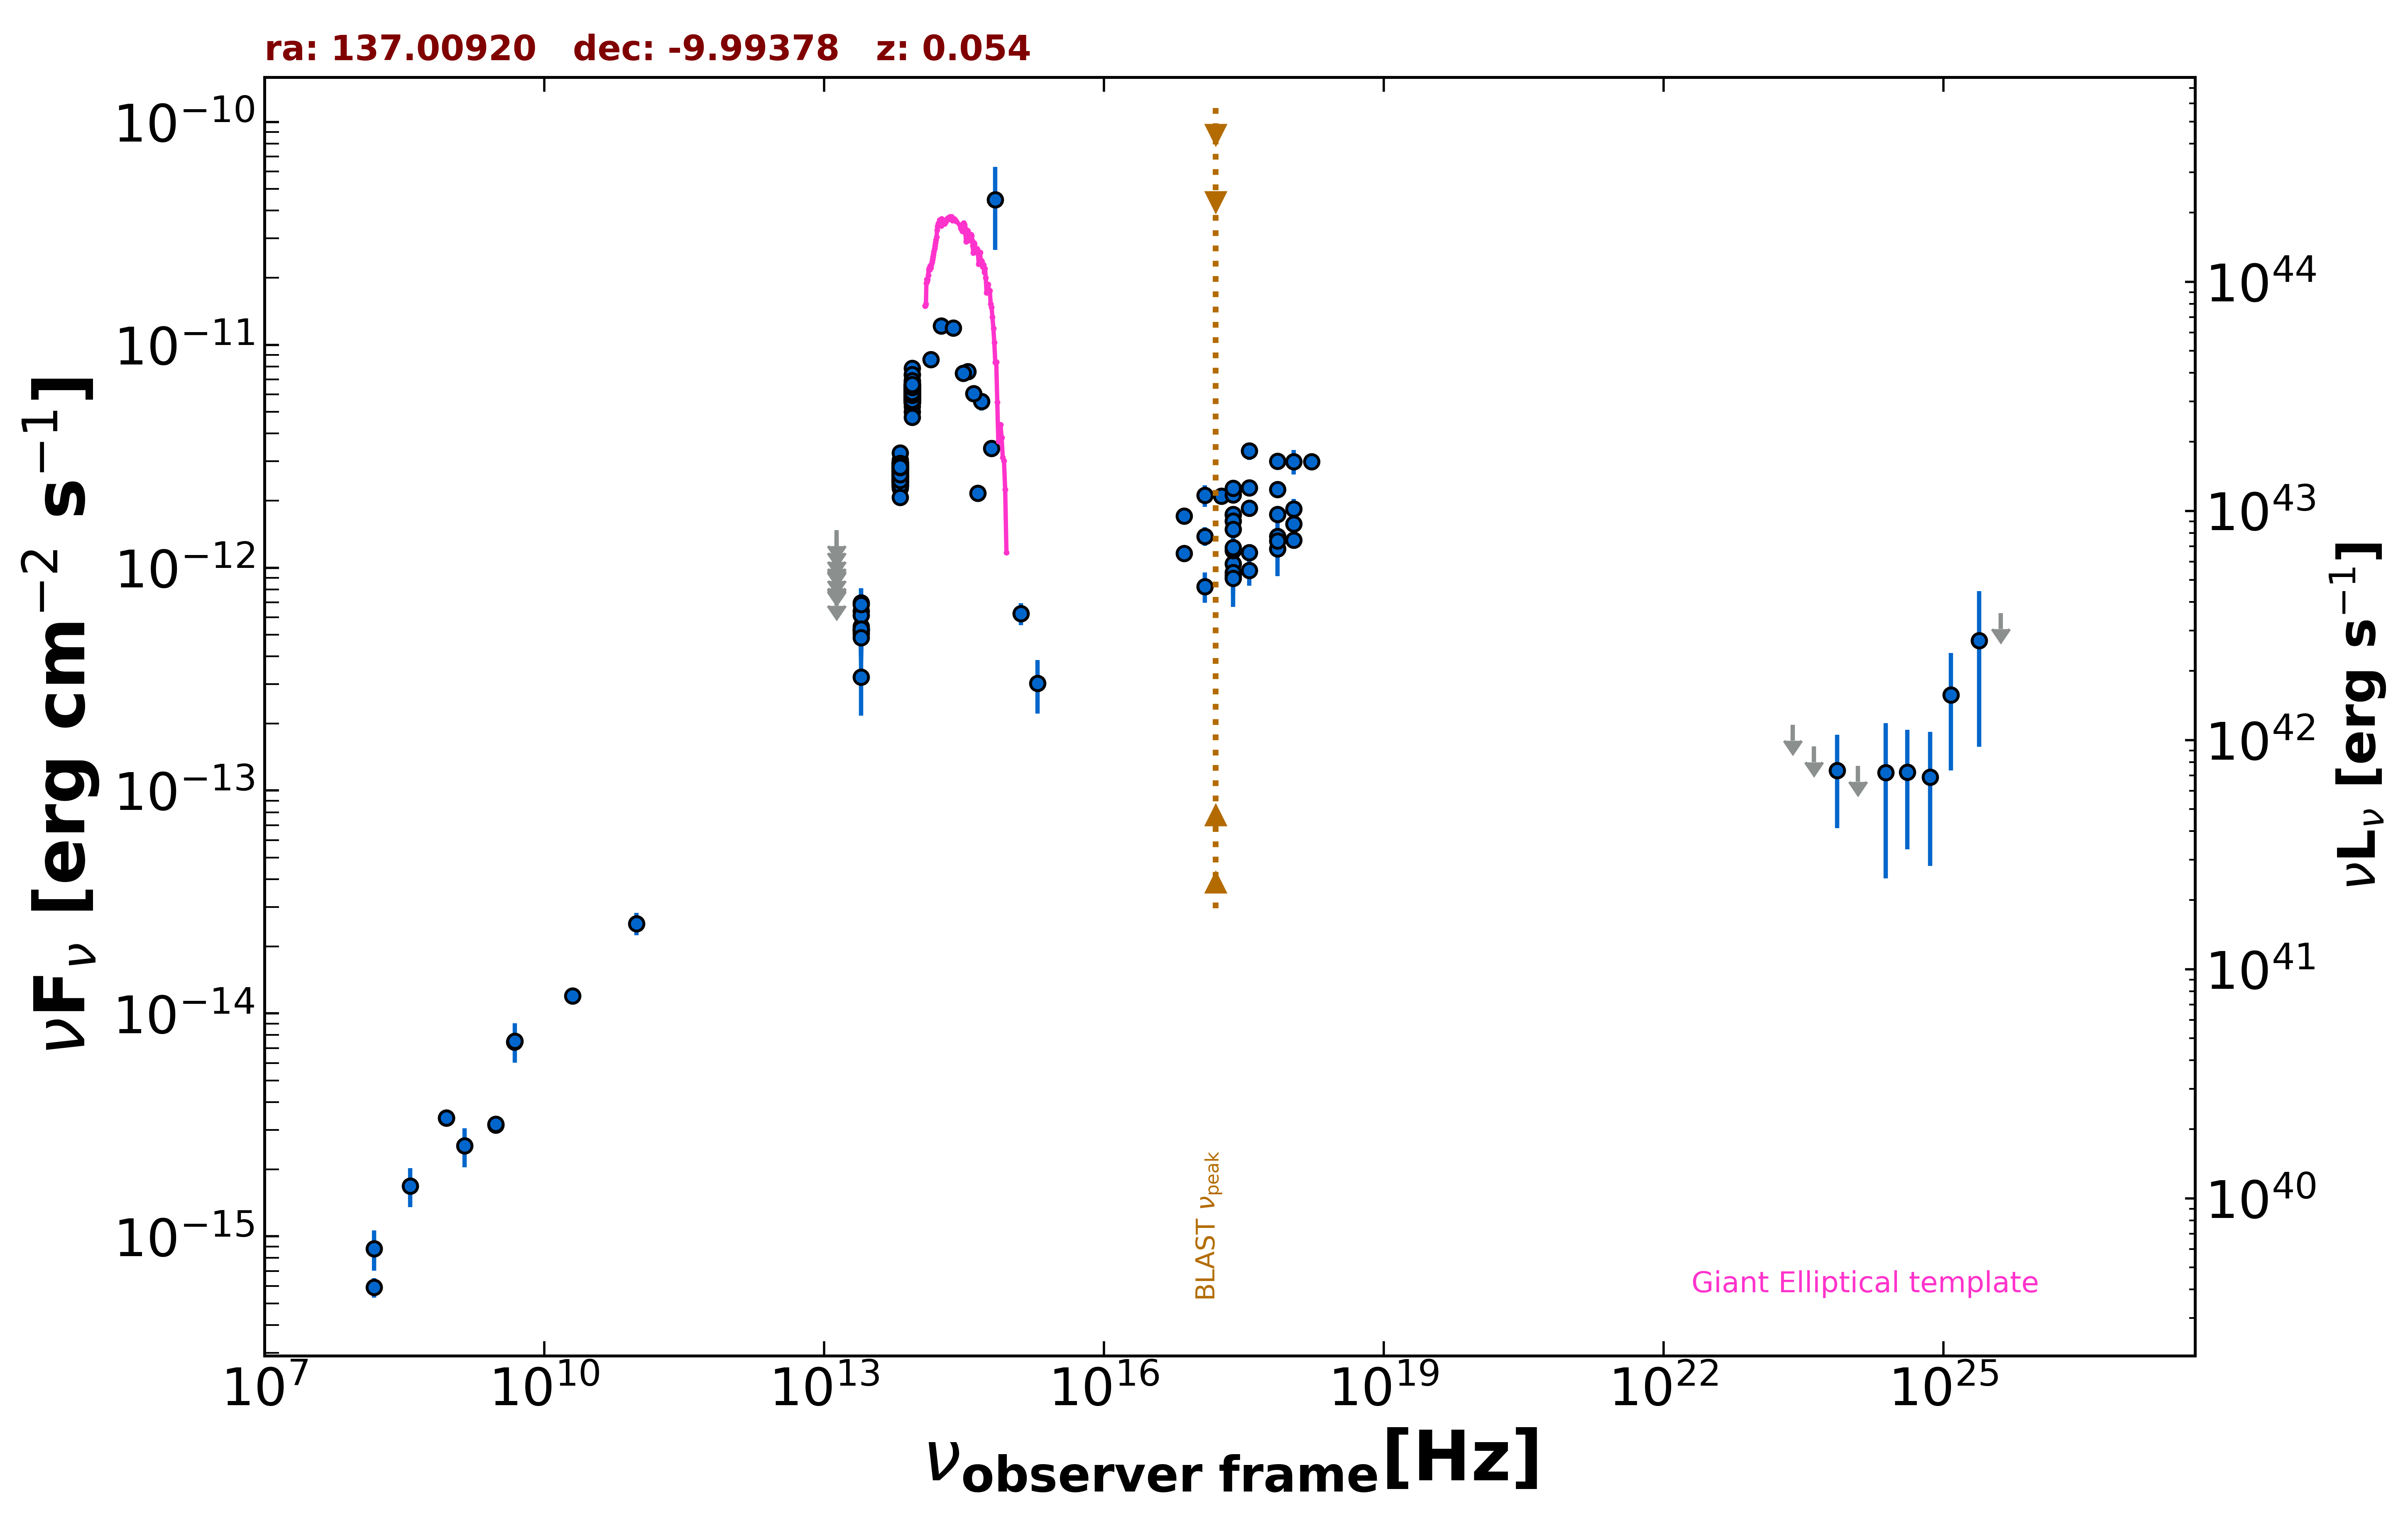 ra: 137.00920 dec: -9.99378 z: 0.054
νFν [erg cm−2 s−1]
10−10
10−11
10−12
10−13
10−14
10−15
1044
1043
1042
1041
1040
νLν [erg s−1]
BLAST νpeak
Giant Elliptical template
107 1010 1013 1016 1019 1022 1025
νobserver frame[Hz]